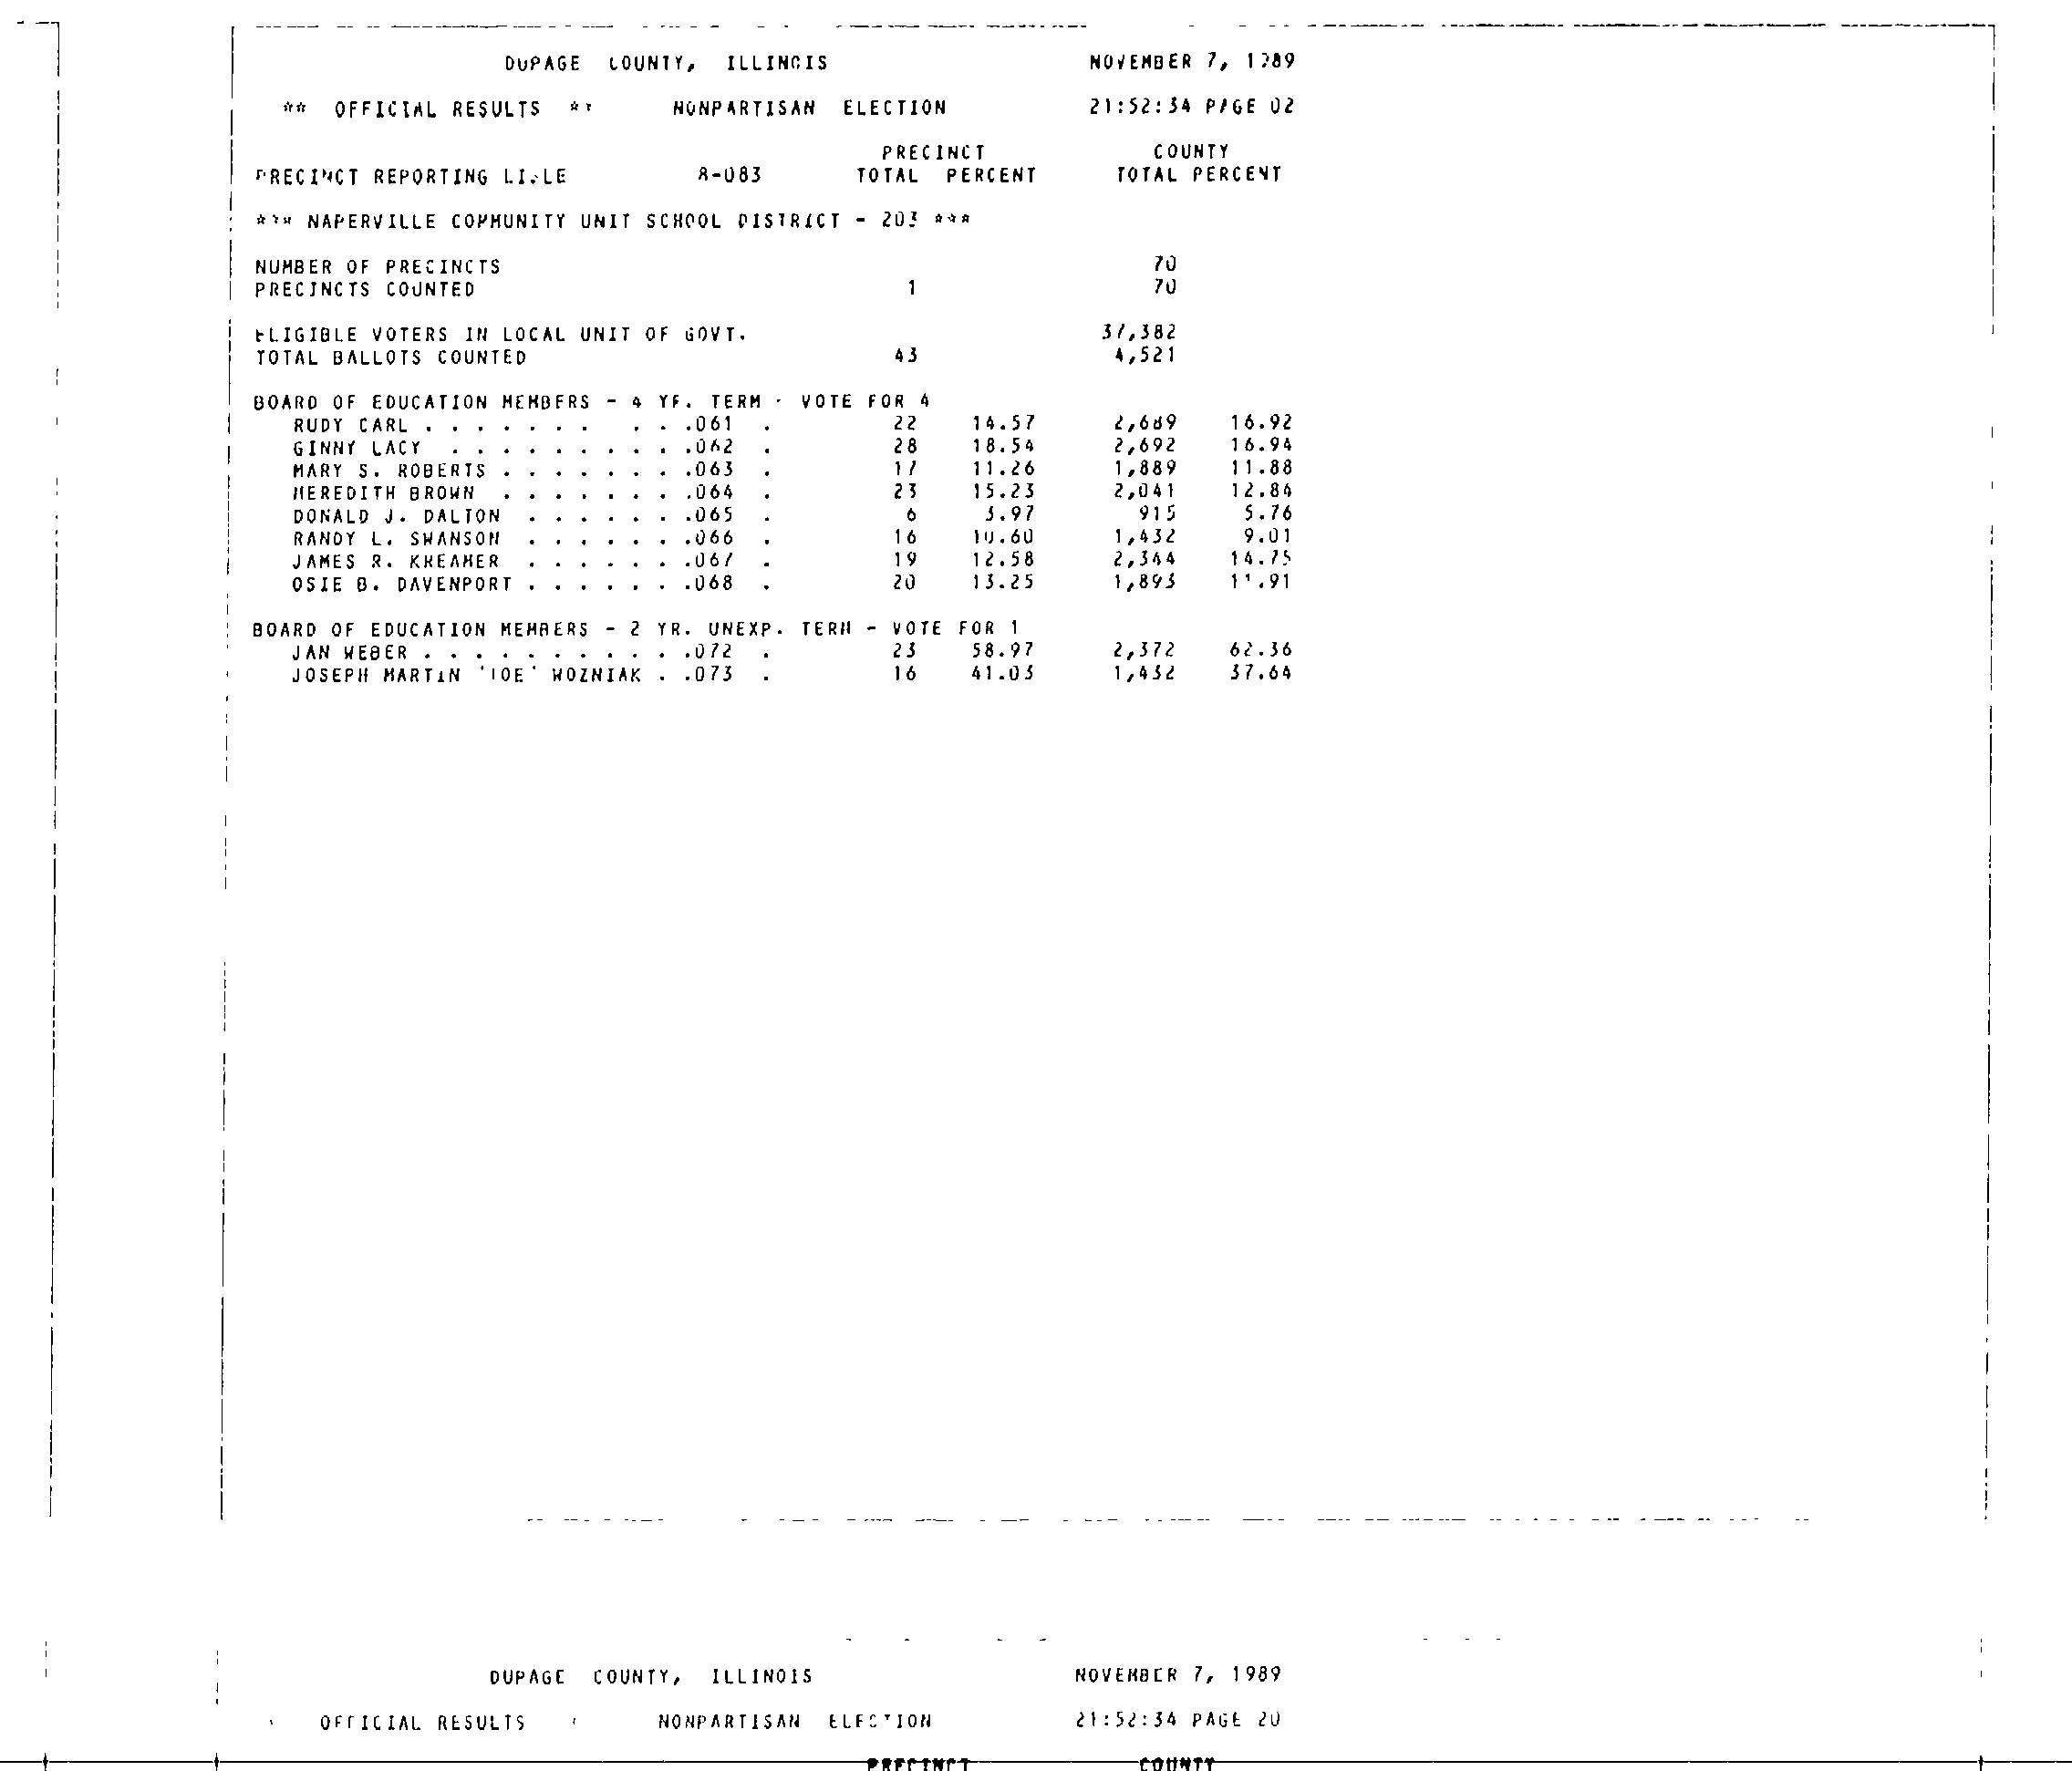 DUPAGE COUNTY, ILLINOIS NOVEMBER 7, 1989
** OFFICIAL RESULTS ** NONPARTISAN ELECTION 21:52:34 PAGE 02
PRECINCT COUNTY
PRECINCT REPORTING LISLE 8-083 TOTAL PERCENT TOTAL PERCENT
*** NAPERVILLE COMMUNITY UNIT SCHOOL DISTRICT - 203 ***
NUMBER OF PRECINCTS 70
PRECINCTS COUNTED 1 70
ELIGIBLE VOTERS IN LOCAL UNIT OF GOVT. 37,382
TOTAL BALLOTS COUNTED 43 4,521
BOARD OF EDUCATION MEMBERS - 4 YR. TERM - VOTE FOR 4
RUDY CARL . . . . . . . . . . .061 . 22 14.57 2,689 16.92
GINNY LACY . . . . . . . . . .062 . 28 18.54 2,692 16.94
MARY S. ROBERTS . . . . . . . .063 . 17 11.26 1,889 11.88
MEREDITH BROWN . . . . . . . .064 . 23 15.23 2,041 12.84
DONALD J. DALTON . . . . . . .065 . 6 3.97 915 5.76
RANDY L. SWANSON . . . . . . .066 . 16 10.60 1,432 9.01
JAMES R. KREAMER . . . . . . .067 . 19 12.58 2,344 14.75
OSIE B. DAVENPORT . . . . . . .068 . 20 13.25 1,893 11.91
BOARD OF EDUCATION MEMBERS - 2 YR. UNEXP. TERM - VOTE FOR 1
JAN WEBER . . . . . . . . . . .072 . 23 58.97 2,372 62.36
JOSEPH MARTIN 'JOE' WOZNIAK . .073 . 16 41.03 1,432 37.64
DUPAGE COUNTY, ILLINOIS NOVEMBER 7, 1989
OFFICIAL RESULTS NONPARTISAN ELECTION 21:52:34 PAGE 20
PRECINCT COUNTY